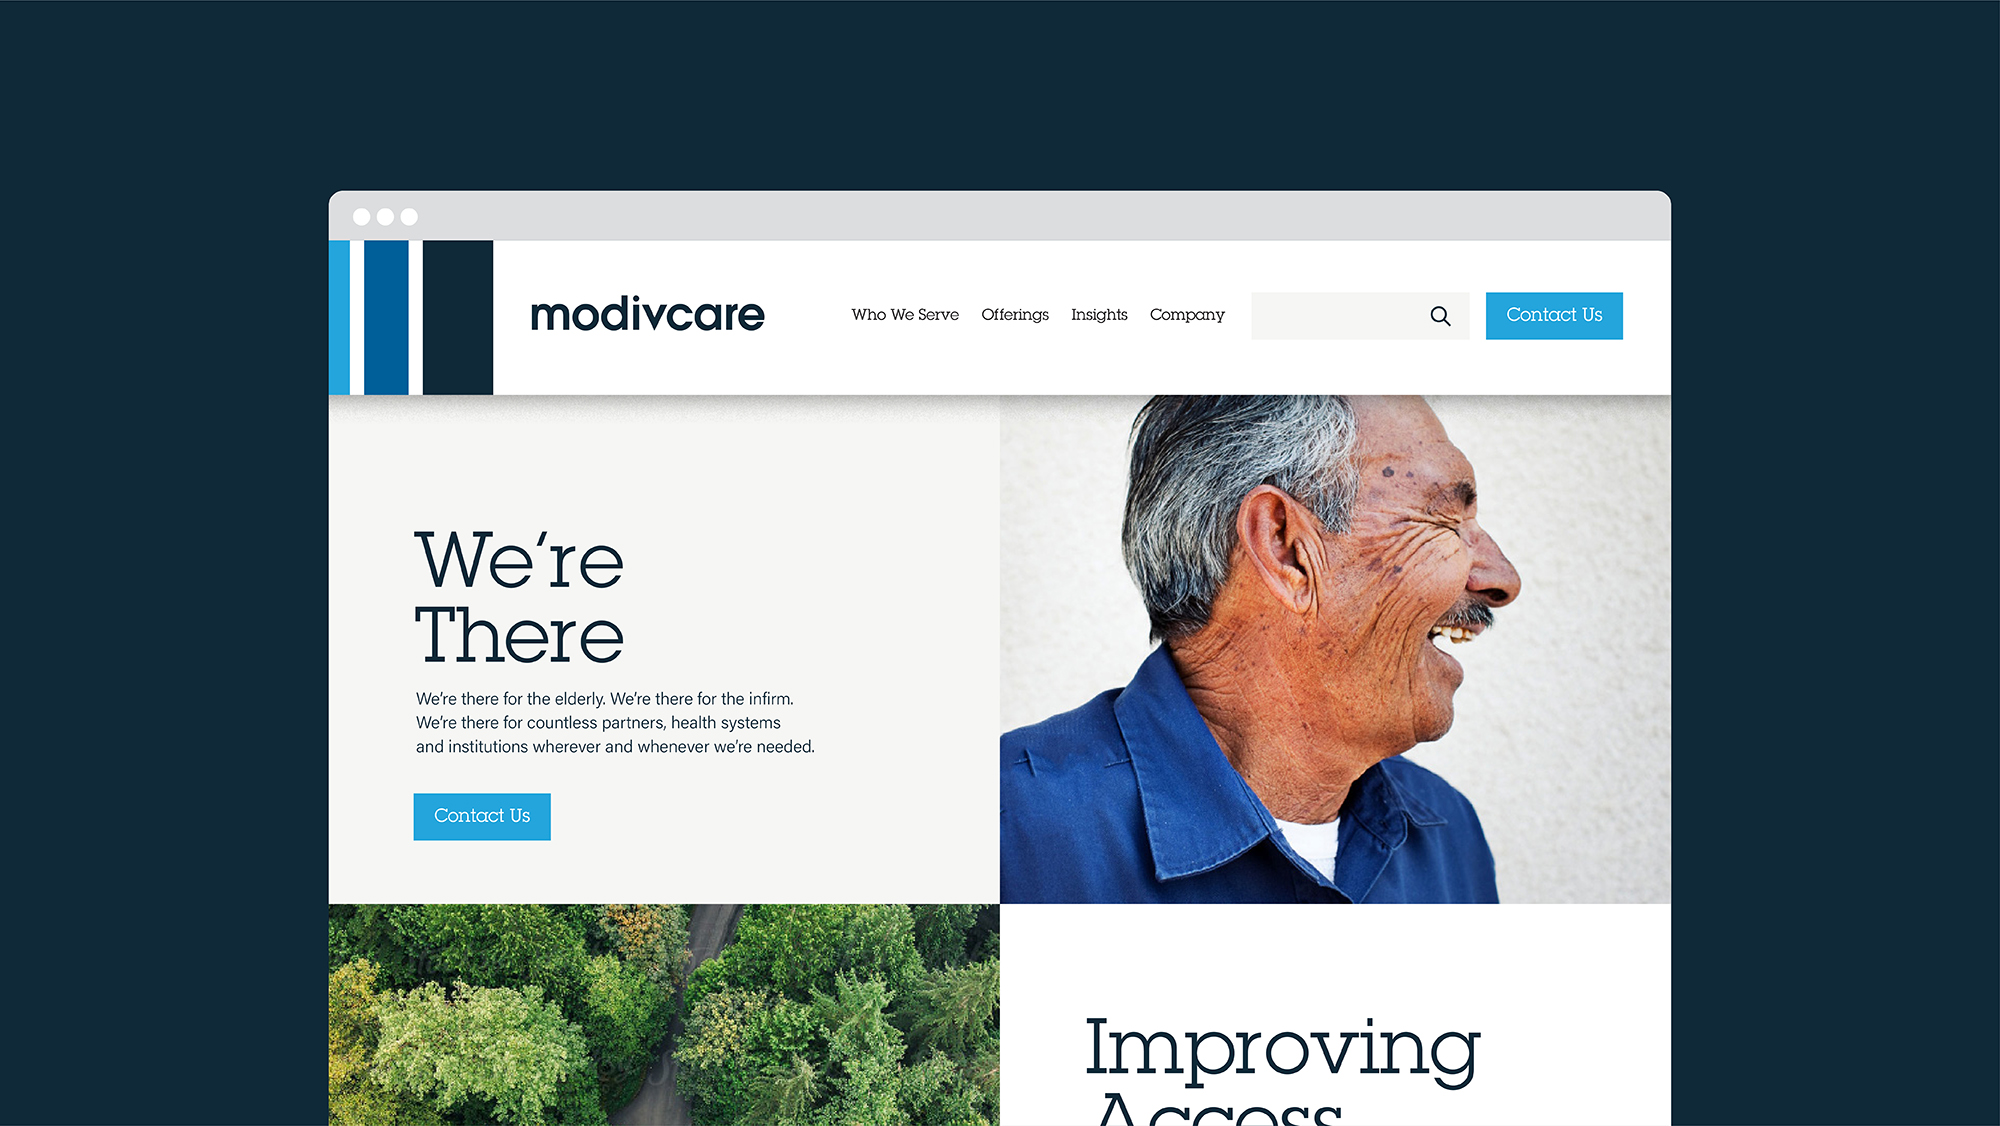 modivcare
Who We Serve
Offerings
Insights
Company
Contact Us
We‘re
There
We’re there for the elderly. We’re there for the infirm.
We’re there for countless partners, health systems
and institutions wherever and whenever we’re needed.
Contact Us
Improving
Access